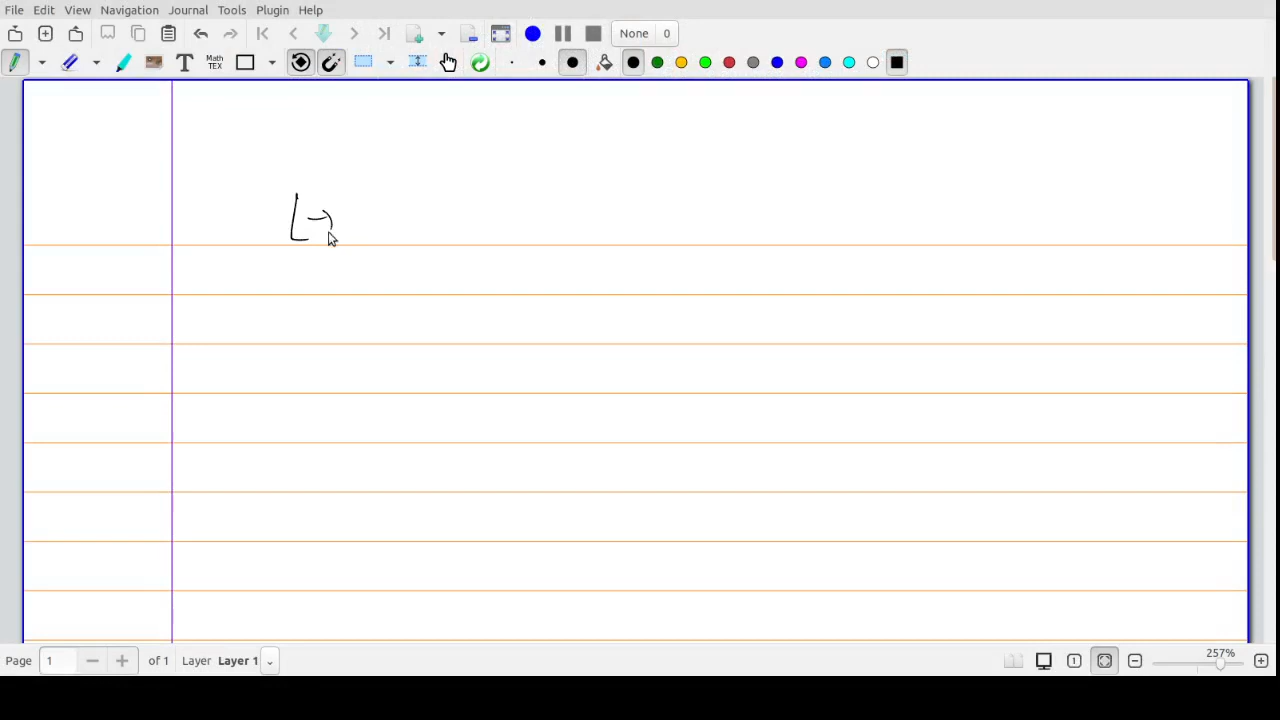 File Edit View Navigation Journal Tools Plugin Help
None 0
T Math TEX
Page 1 of 1 Layer Layer 1 257%